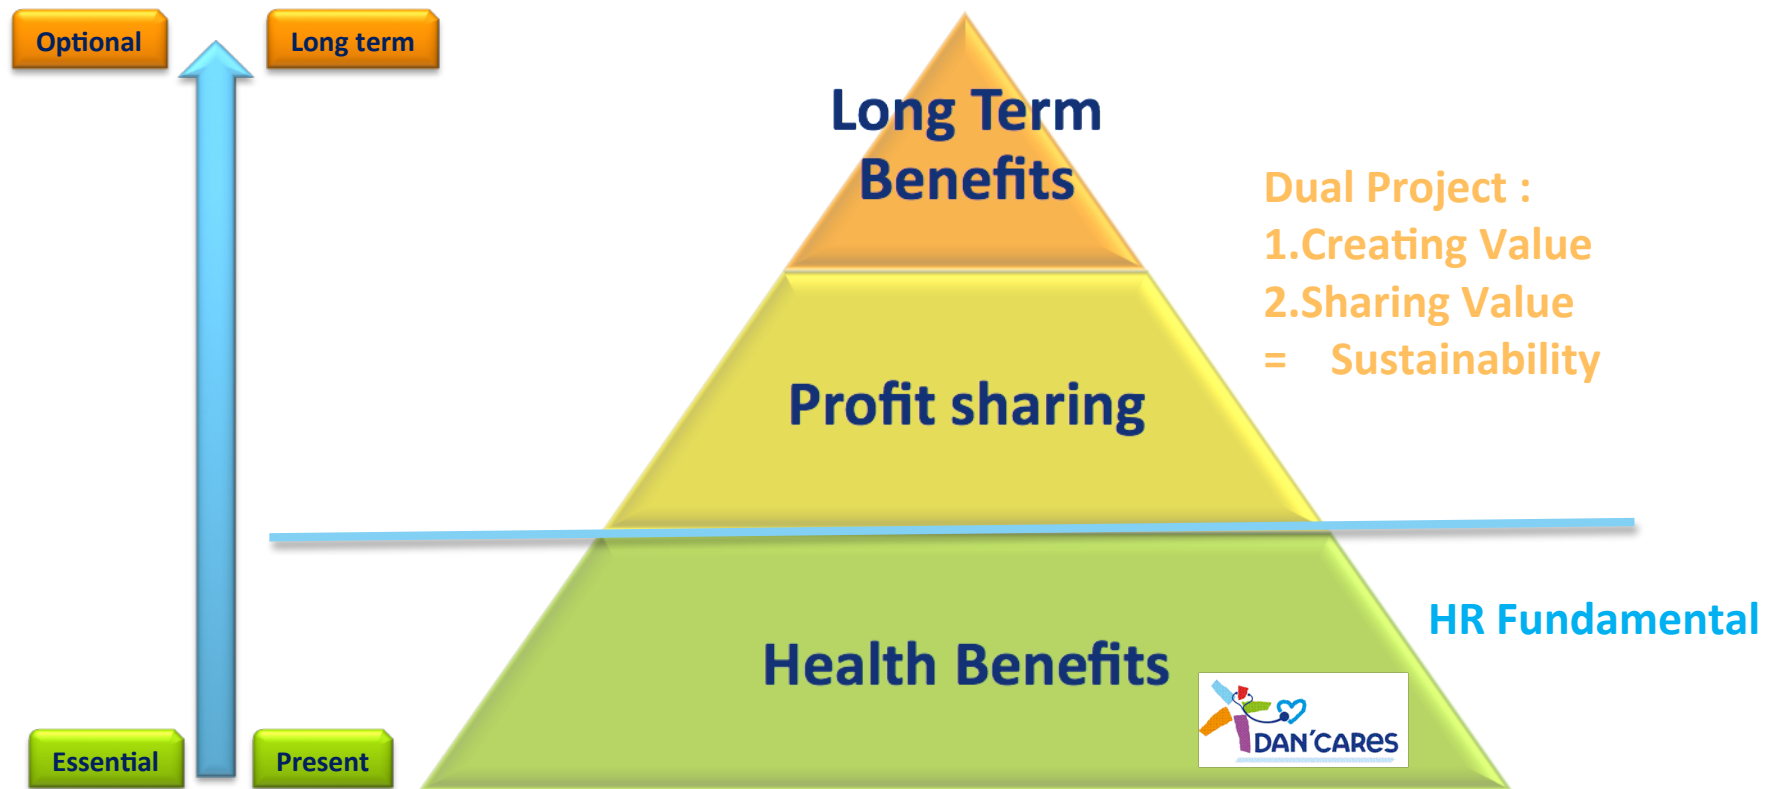 Optional
Long term
Long Term
Benefits
Dual Project :
1.Creating Value
2.Sharing Value
= Sustainability
Profit sharing
HR Fundamental
Health Benefits
DAN'CARES
Essential
Present